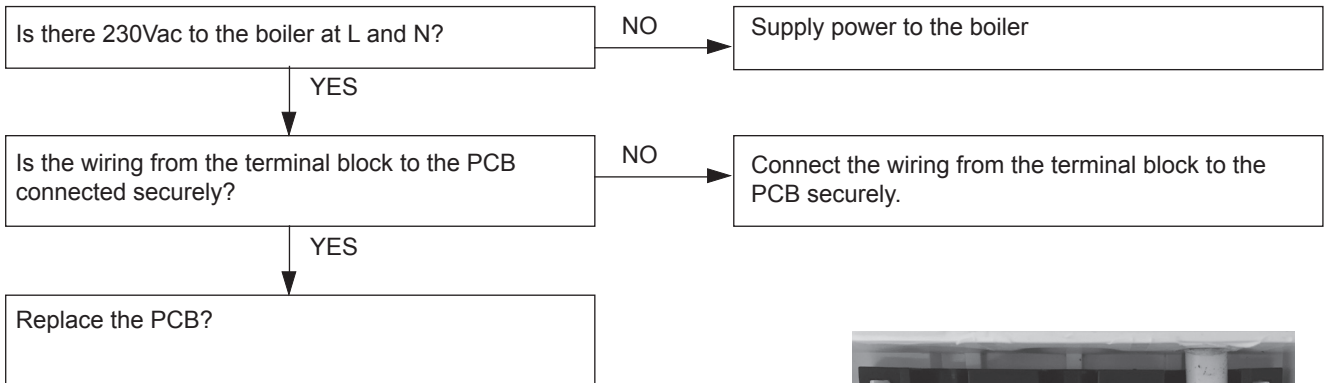 Is there 230Vac to the boiler at L and N?
NO
Supply power to the boiler
YES
Is the wiring from the terminal block to the PCB
connected securely?
NO
Connect the wiring from the terminal block to the
PCB securely.
YES
Replace the PCB?